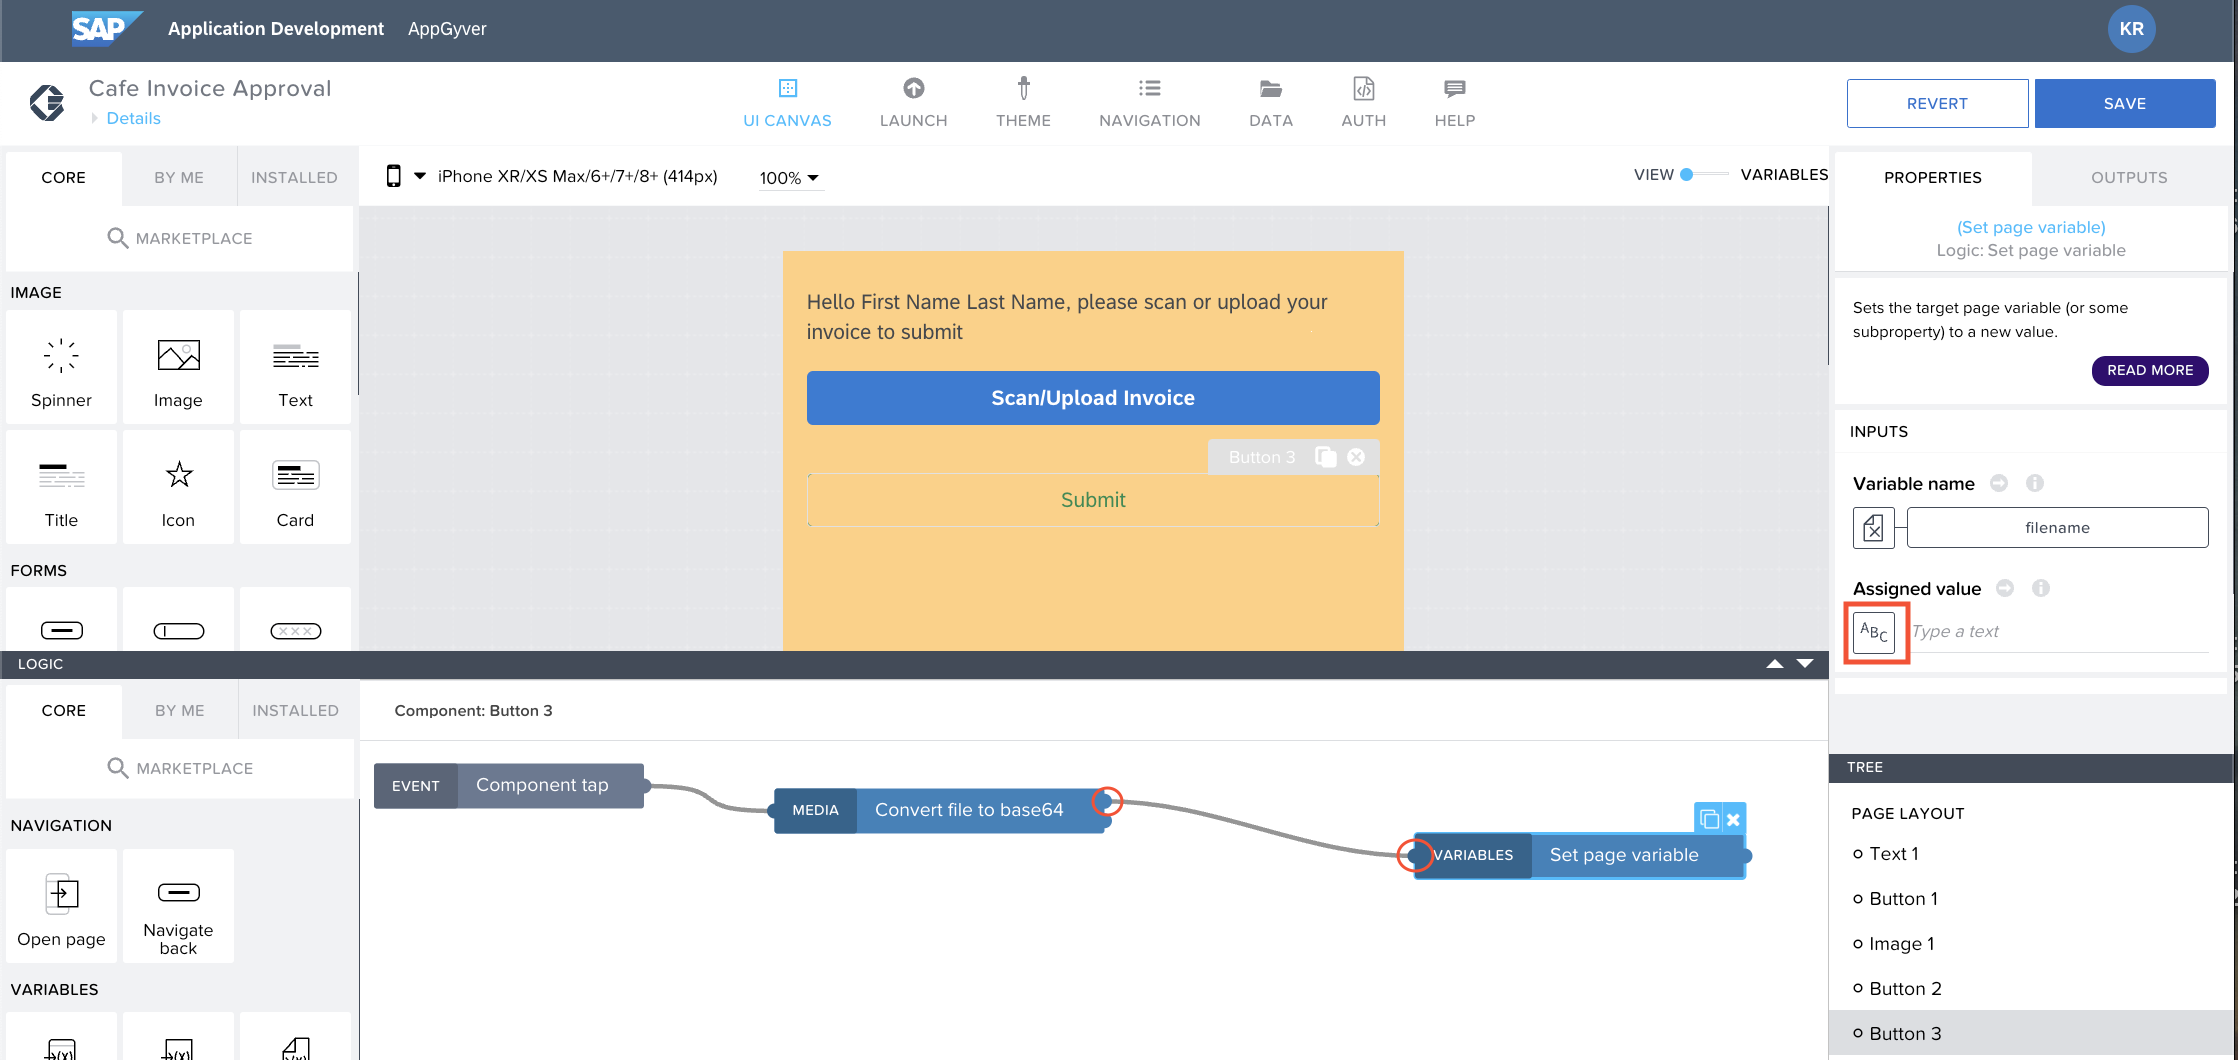 SAP Application Development AppGyver KR
Cafe Invoice Approval
Details
UI CANVAS LAUNCH THEME NAVIGATION DATA AUTH HELP
REVERT SAVE
CORE BY ME INSTALLED
MARKETPLACE
IMAGE
Spinner Image Text
Title Icon Card
FORMS
iPhone XR/XS Max/6+/7+/8+ (414px) 100%
VIEW VARIABLES
Hello First Name Last Name, please scan or upload your
invoice to submit
Scan/Upload Invoice
Button 3
Submit
PROPERTIES OUTPUTS
(Set page variable)
Logic: Set page variable
Sets the target page variable (or some
subproperty) to a new value.
READ MORE
INPUTS
Variable name
filename
Assigned value
ABC Type a text
LOGIC
CORE BY ME INSTALLED
MARKETPLACE
NAVIGATION
Open page Navigate
back
VARIABLES
(x) (x) (x)
Component: Button 3
EVENT Component tap
MEDIA Convert file to base64
VARIABLES Set page variable
TREE
PAGE LAYOUT
Text 1
Button 1
Image 1
Button 2
Button 3